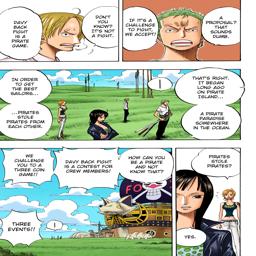 A
PROPOSAL?
THAT
SOUNDS
DUMB.
IF IT'S A
CHALLENGE
TO FIGHT,
WE ACCEPT!
DON'T
YOU
KNOW?
IT'S NOT
A FIGHT.
DAVY
BACK
IS A
PIRATE
GAME.
THAT'S
RIGHT.
IT BEGAN
LONG AGO
ON PIRATE
ISLAND...
A PIRATE
PARADISE
SOMEWHERE
IN THE
OCEAN.
!
IN ORDER
TO GET
THE BEST
SAILORS...
...PIRATES
STOLE
PIRATES
FROM EACH
OTHER.
PIRATES
STOLE
PIRATES?
YES.
HOW CAN YOU
BE A PIRATE
AND NOT
KNOW THAT?
DAVY BACK
FIGHT IS A
CONTEST FOR
CREW
MEMBERS!
CHALLENGE
YOU TO A
THREE COIN
GAME!
!
THREE
EVENTS!!
FO